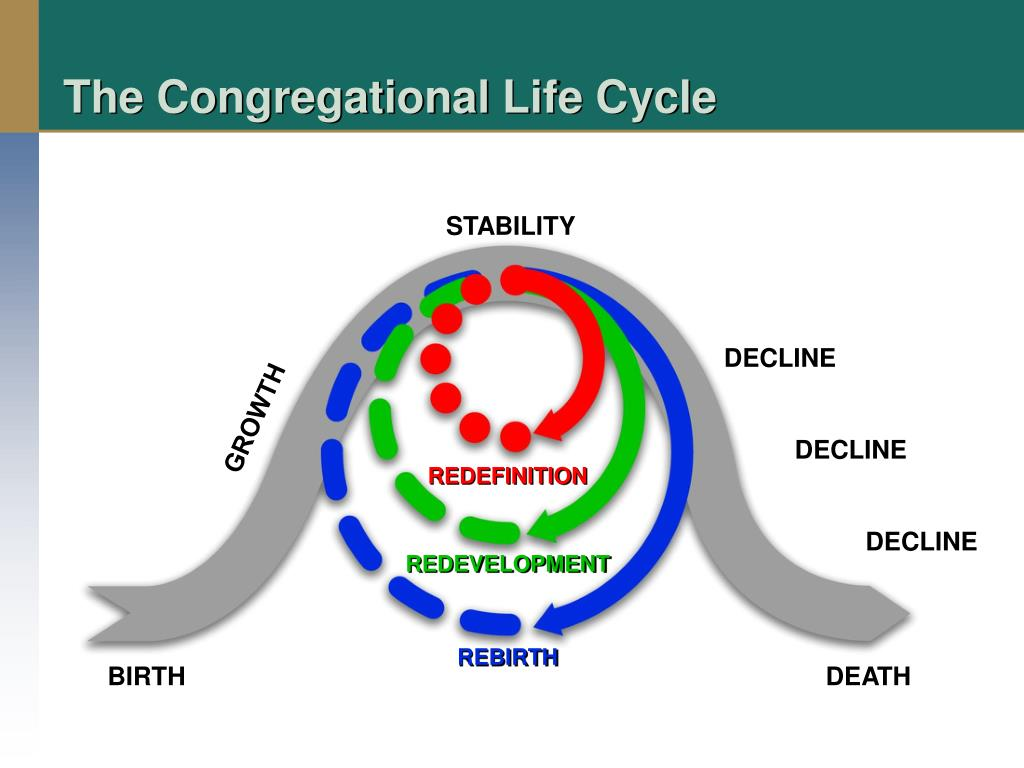 The Congregational Life Cycle
STABILITY
GROWTH
DECLINE
DECLINE
REDEFINITION
DECLINE
REDEVELOPMENT
REBIRTH
BIRTH
DEATH